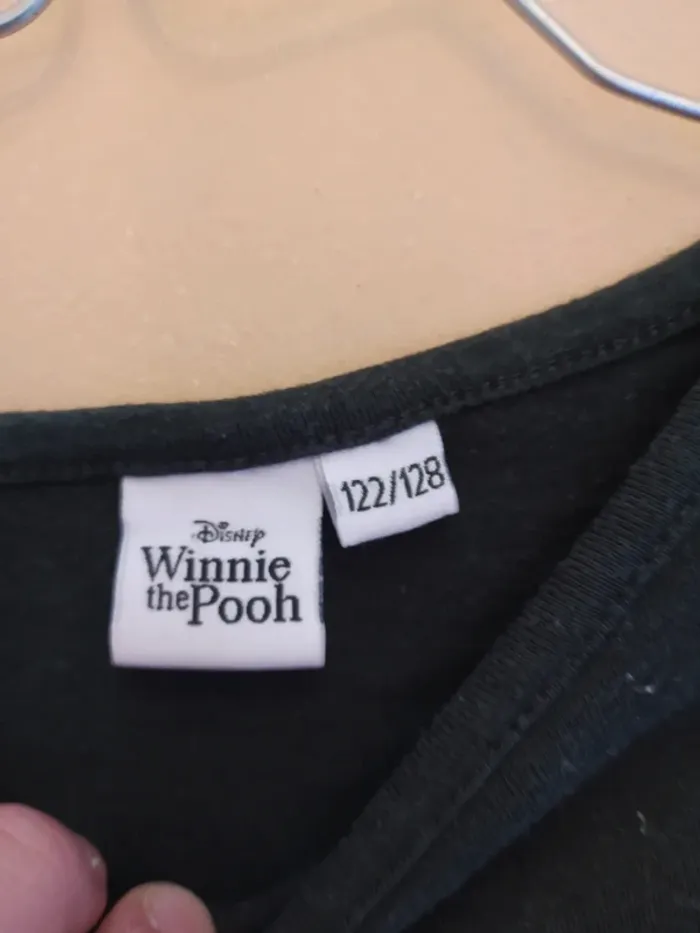 Disney
Winnie
the Pooh
122/128